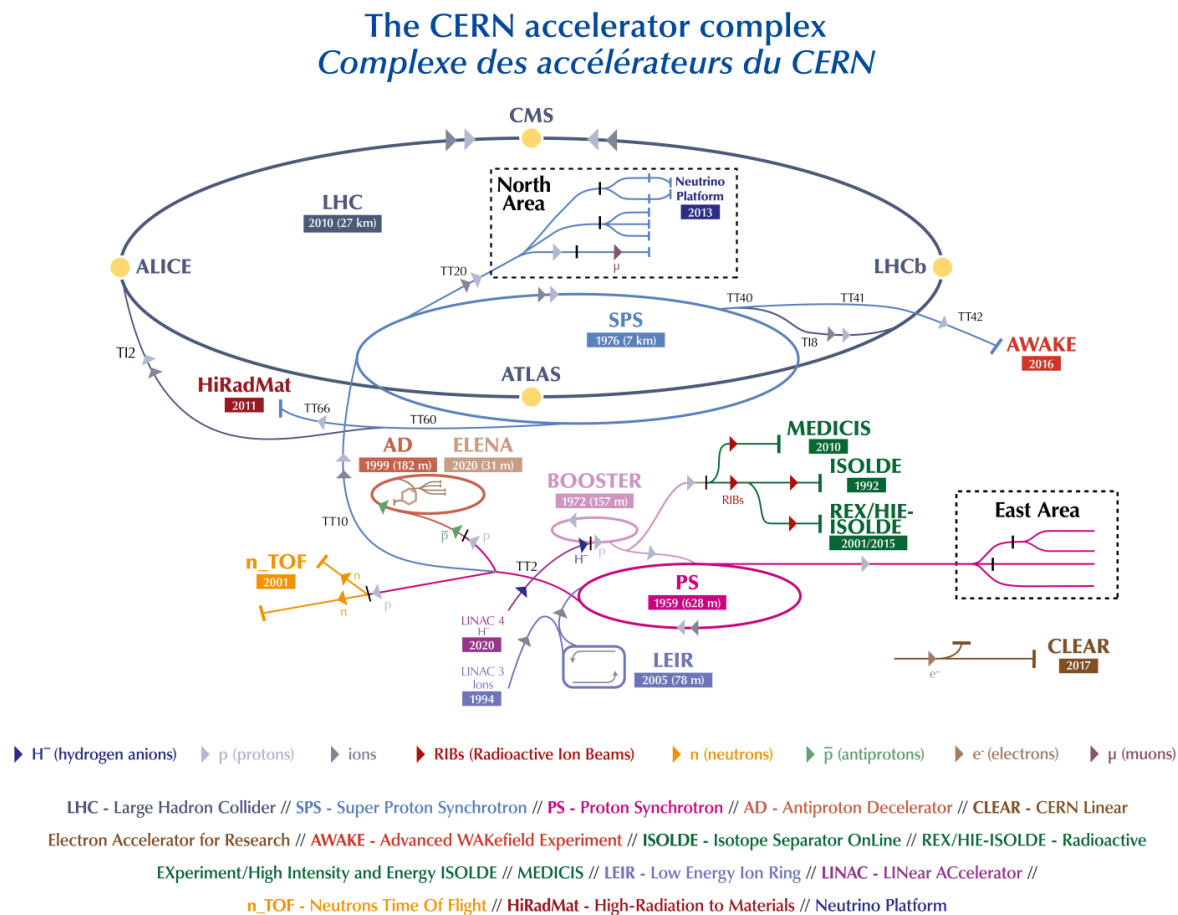 The CERN accelerator complex
Complexe des accélérateurs du CERN
CMS
North
Area
Neutrino
Platform
2013
LHC
2010 (27 km)
ALICE
LHCb
TT20
μ
TT40
TT41
TT42
SPS
1976 (7 km)
TI8
AWAKE
2016
TI2
ATLAS
HiRadMat
2011
TT66
TT60
AD
1999 (182 m)
ELENA
2020 (31 m)
MEDICIS
2010
BOOSTER
1972 (157 m)
ISOLDE
1992
RIBs
REX/HIE-
ISOLDE
2001/2015
East Area
TT10
p̅
p
p
H⁻
TT2
n_TOF
2001
n
n
p
PS
1959 (628 m)
LINAC 4
H⁻
2020
LINAC 3
Ions
1994
LEIR
2005 (78 m)
CLEAR
2017
e⁻
H⁻ (hydrogen anions)
p (protons)
ions
RIBs (Radioactive Ion Beams)
n (neutrons)
p̅ (antiprotons)
e⁻ (electrons)
μ (muons)
LHC - Large Hadron Collider // SPS - Super Proton Synchrotron // PS - Proton Synchrotron // AD - Antiproton Decelerator // CLEAR - CERN Linear
Electron Accelerator for Research // AWAKE - Advanced WAKefield Experiment // ISOLDE - Isotope Separator OnLine // REX/HIE-ISOLDE - Radioactive
EXperiment/High Intensity and Energy ISOLDE // MEDICIS // LEIR - Low Energy Ion Ring // LINAC - LINear ACcelerator //
n_TOF - Neutrons Time Of Flight // HiRadMat - High-Radiation to Materials // Neutrino Platform